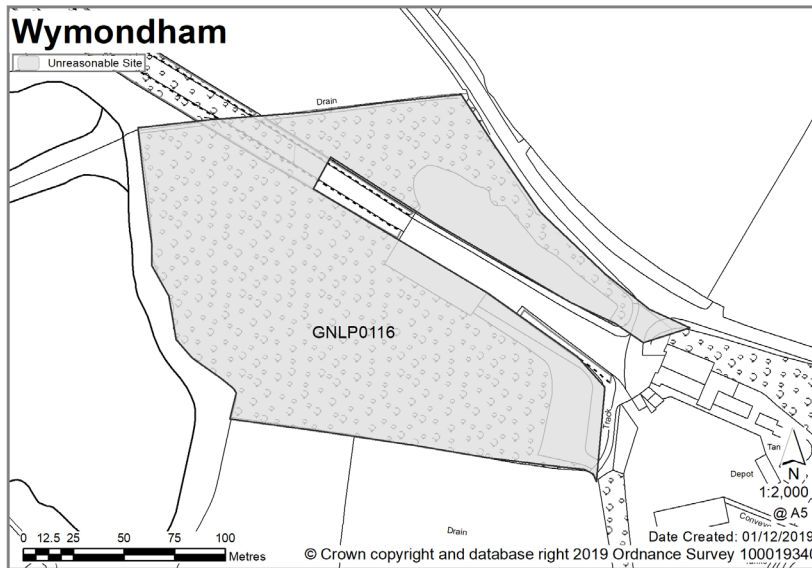 Wymondham
Unreasonable Site
Drain
GNLP0116
Track
Tan
Depot
N
1:2,000
@ A5
Drain
0 12.5 25 50 75 100
Metres
Date Created: 01/12/2019
© Crown copyright and database right 2019 Ordnance Survey 100019340